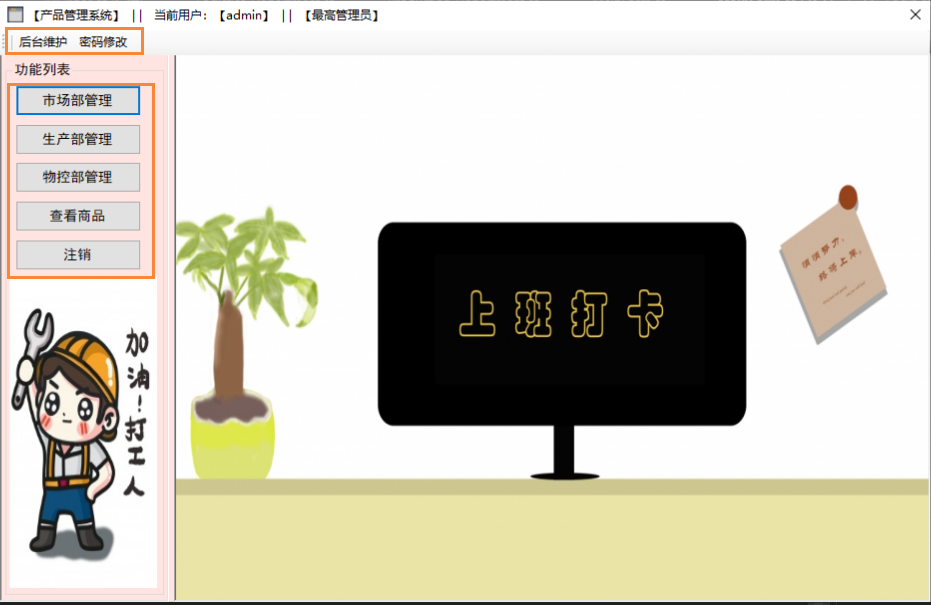 【产品管理系统】 || 当前用户：【admin】 || 【最高管理员】
后台维护 密码修改
功能列表
市场部管理
生产部管理
物控部管理
查看商品
注销
加油！打工人
上班打卡